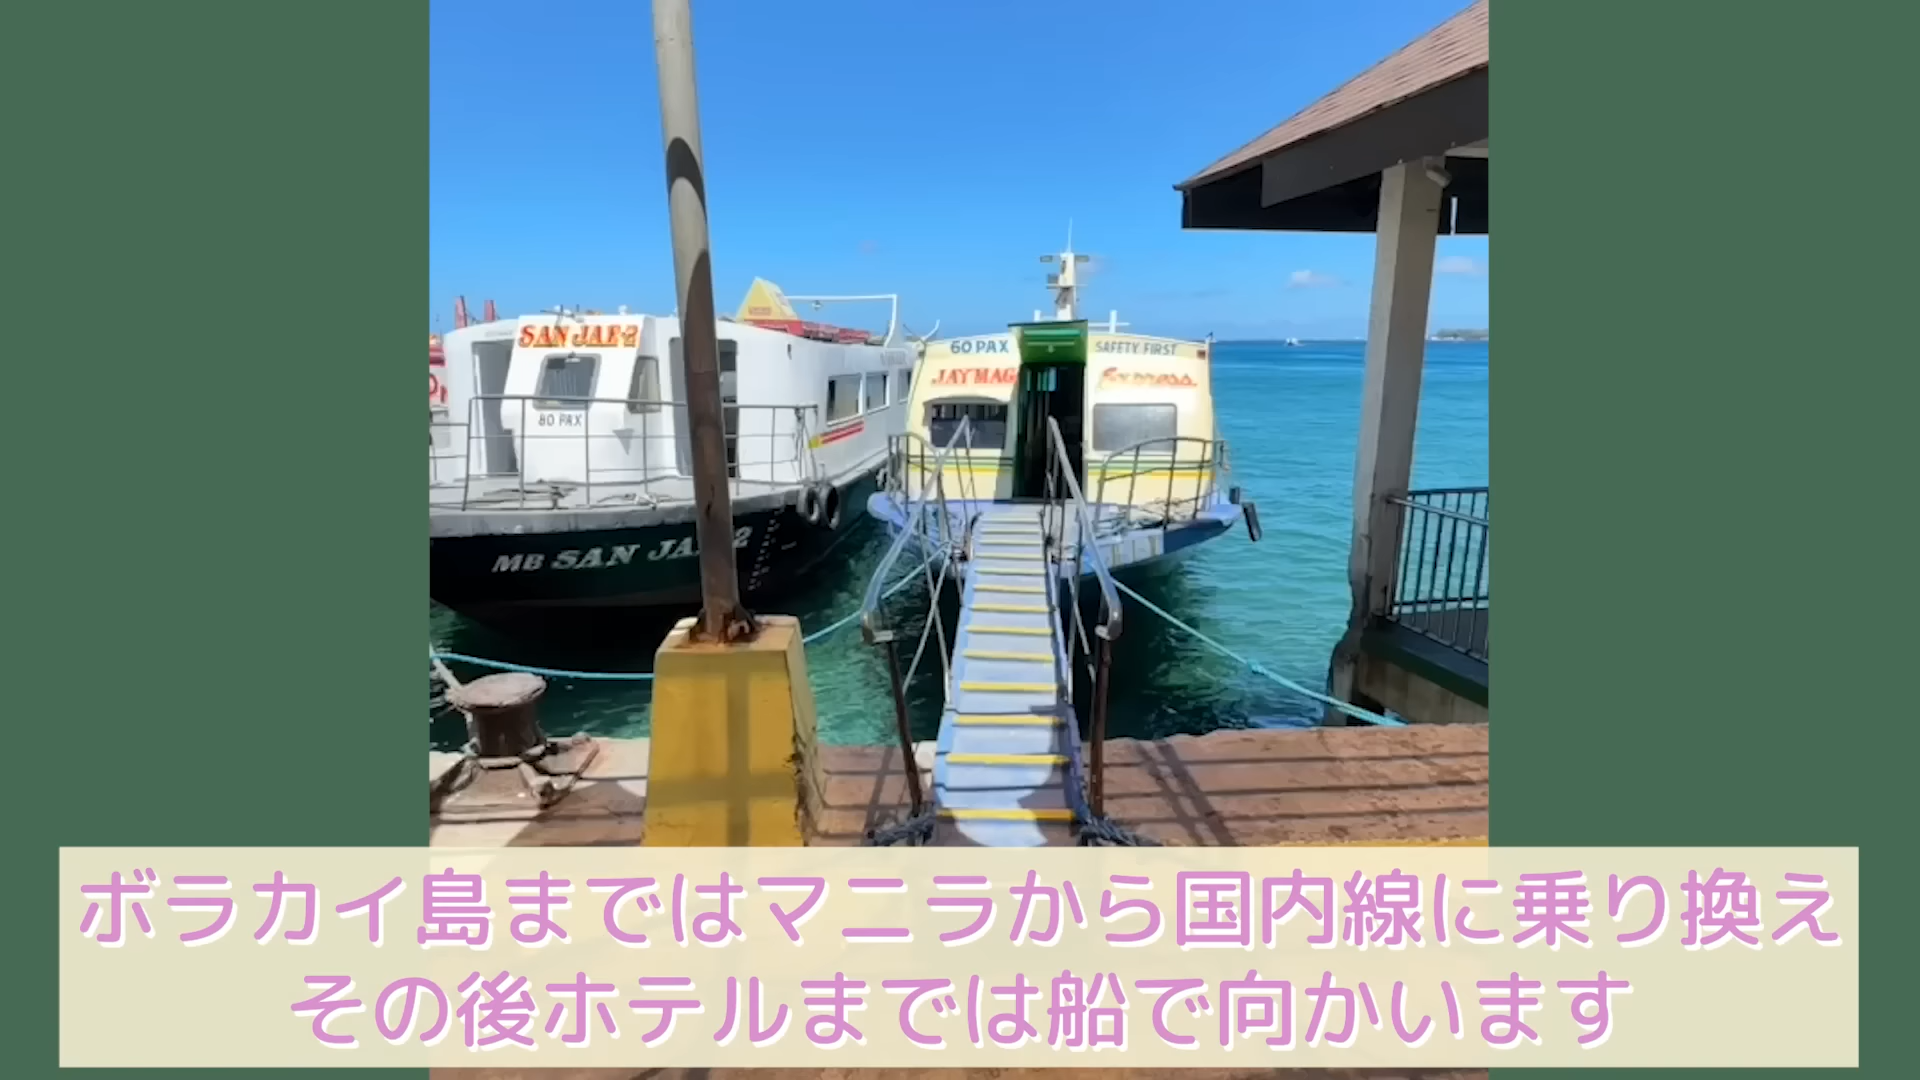 SAN JAE-2
80 PAX
MB SAN JA
60 PAX
SAFETY FIRST
JAYMAG
Express
ボラカイ島まではマニラから国内線に乗り換え
その後ホテルまでは船で向かいます